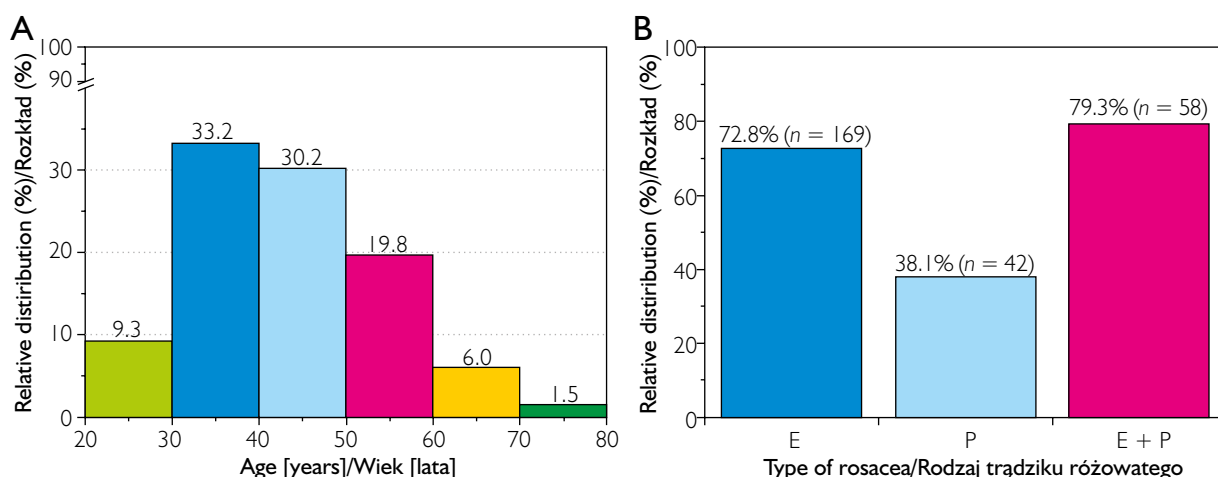 A
Relative distiribution (%)/Rozkład (%)
100
90
30
20
10
0
9.3
33.2
30.2
19.8
6.0
1.5
20 30 40 50 60 70 80
Age [years]/Wiek [lata]
B
Relative distiribution (%)/Rozkład (%)
100
80
60
40
20
0
72.8% (n = 169)
38.1% (n = 42)
79.3% (n = 58)
E P E + P
Type of rosacea/Rodzaj trądziku różowatego